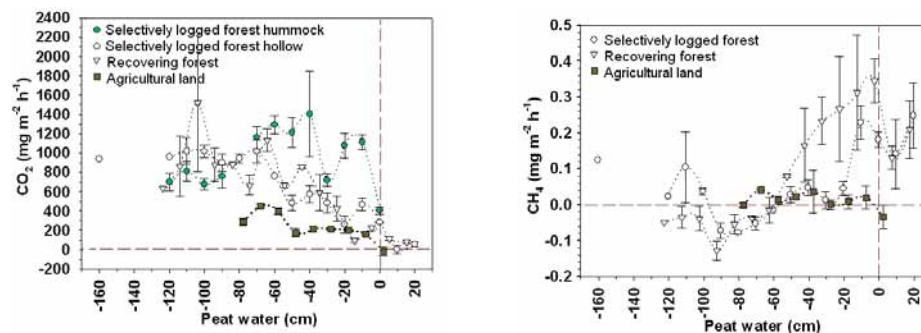 2400
2200
2000
1800
1600
1400
1200
1000
800
600
400
200
0
-200
CO2 (mg m-2 h-1)
Selectively logged forest hummock
Selectively logged forest hollow
Recovering forest
Agricultural land
-160 -140 -120 -100 -80 -60 -40 -20 0 20
Peat water (cm)
0.5
0.4
0.3
0.2
0.1
0.0
-0.1
-0.2
CH4 (mg m-2 h-1)
Selectively logged forest
Recovering forest
Agricultural land
-160 -140 -120 -100 -80 -60 -40 -20 0 20
Peat water (cm)